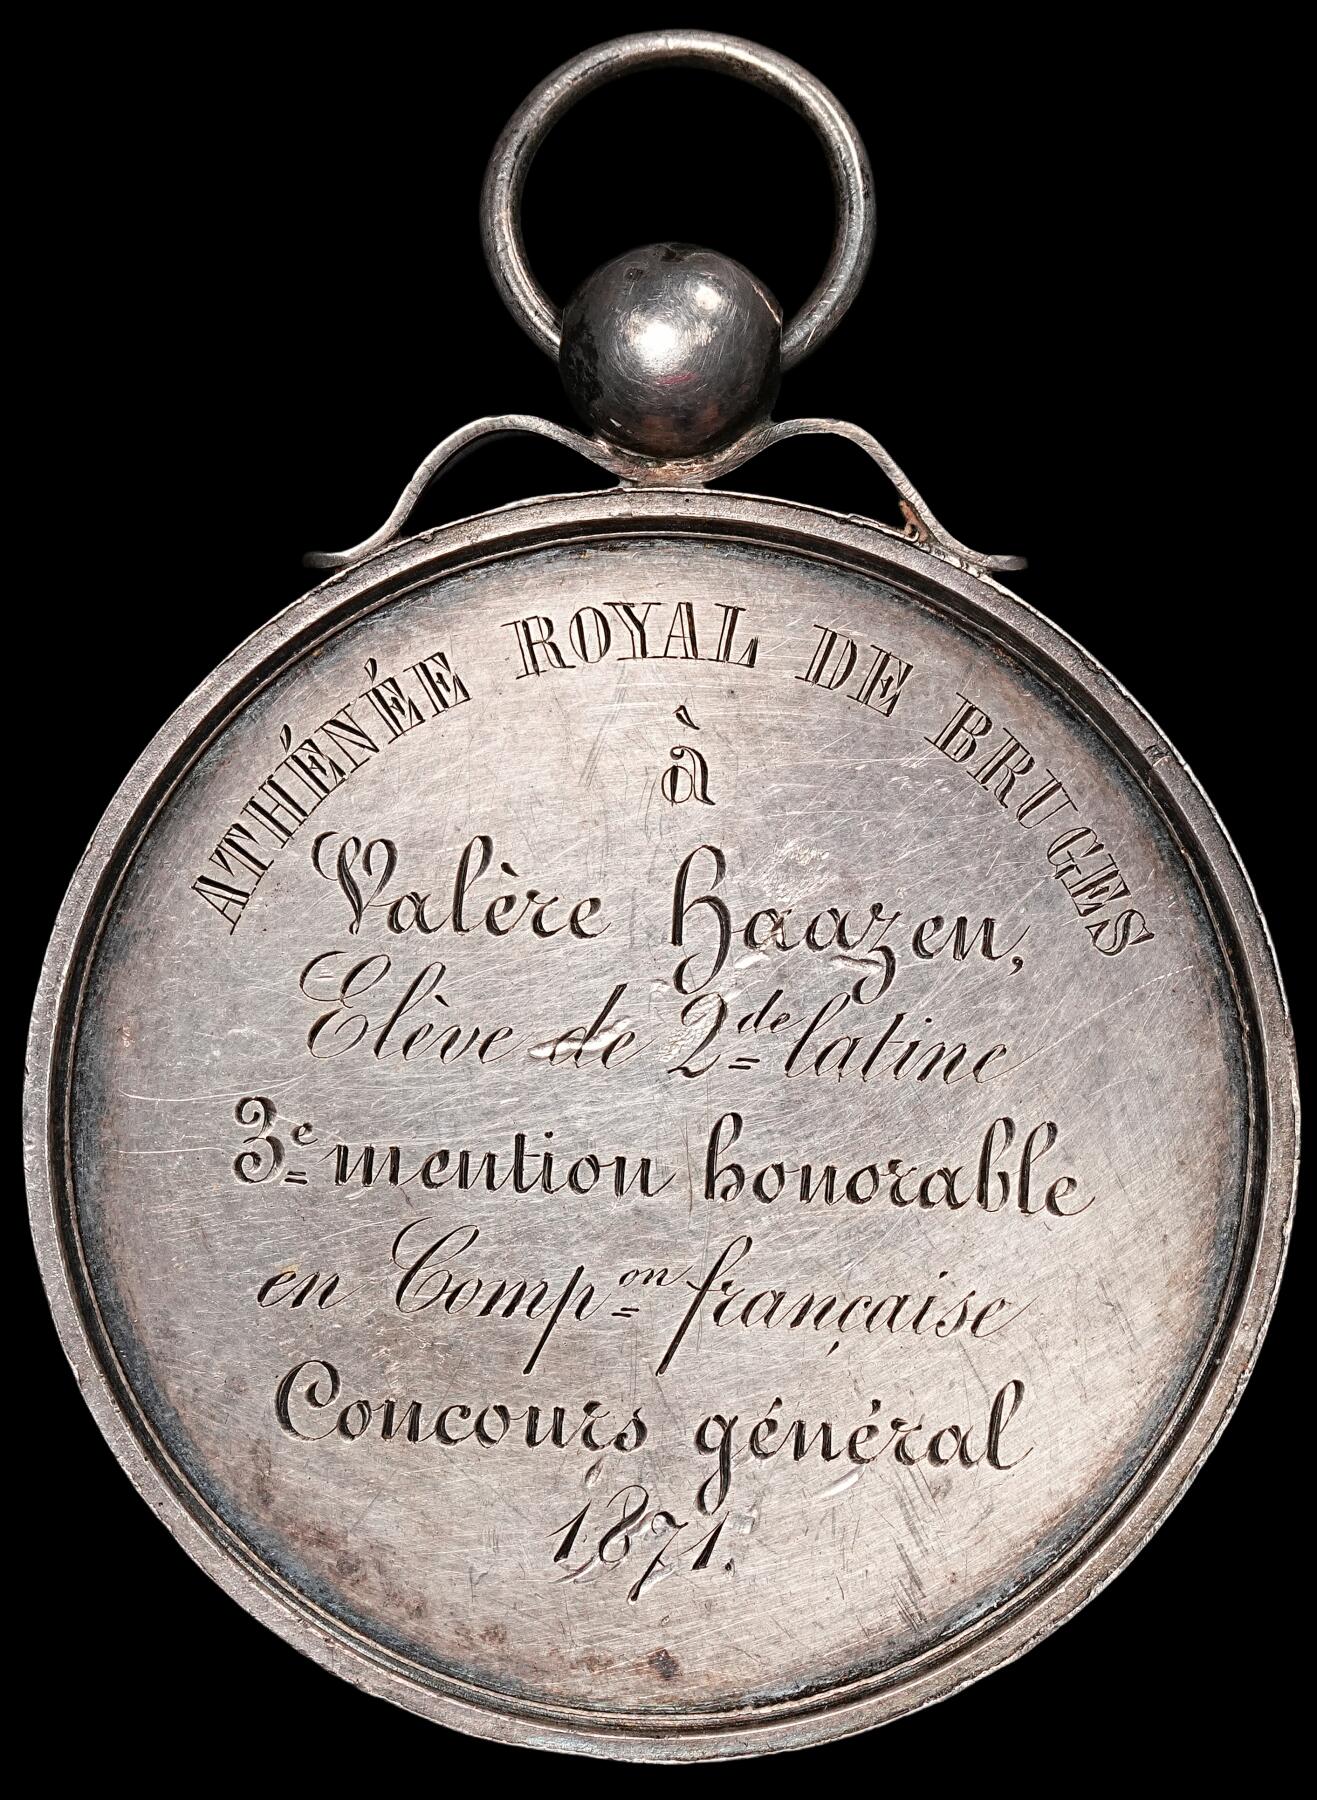 ATHÉNÉE ROYAL DE BRUGES
à
Valère Haazen,
Elève de 2de latine
3e mention honorable
en Compon française
Concours général
1871.